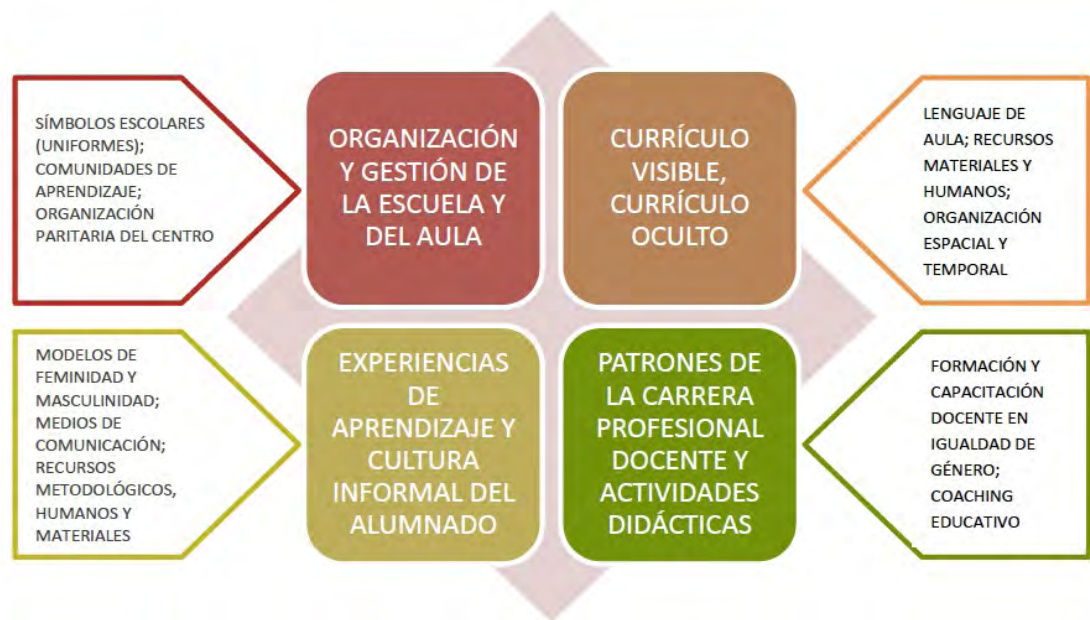 SÍMBOLOS ESCOLARES
(UNIFORMES);
COMUNIDADES DE
APRENDIZAJE;
ORGANIZACIÓN
PARITARIA DEL CENTRO
ORGANIZACIÓN
Y GESTIÓN DE
LA ESCUELA Y
DEL AULA
CURRÍCULO
VISIBLE,
CURRÍCULO
OCULTO
LENGUAJE DE
AULA; RECURSOS
MATERIALES Y
HUMANOS;
ORGANIZACIÓN
ESPACIAL Y
TEMPORAL
MODELOS DE
FEMINIDAD Y
MASCULINIDAD;
MEDIOS DE
COMUNICACIÓN;
RECURSOS
METODOLÓGICOS,
HUMANOS Y
MATERIALES
EXPERIENCIAS
DE
APRENDIZAJE Y
CULTURA
INFORMAL DEL
ALUMNADO
PATRONES DE
LA CARRERA
PROFESIONAL
DOCENTE Y
ACTIVIDADES
DIDÁCTICAS
FORMACIÓN Y
CAPACITACIÓN
DOCENTE EN
IGUALDAD DE
GÉNERO;
COACHING
EDUCATIVO